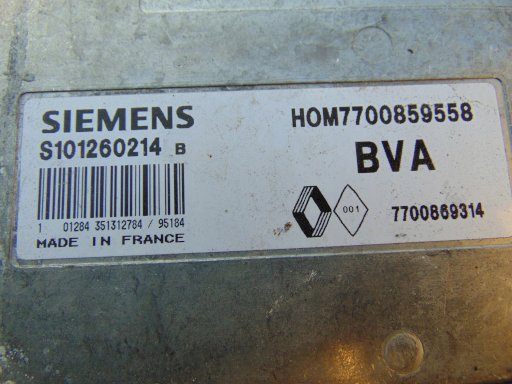 SIEMENS
S101260214 B
1 01284 351312784 / 95184
MADE IN FRANCE
HOM7700859558
BVA
001
7700869314